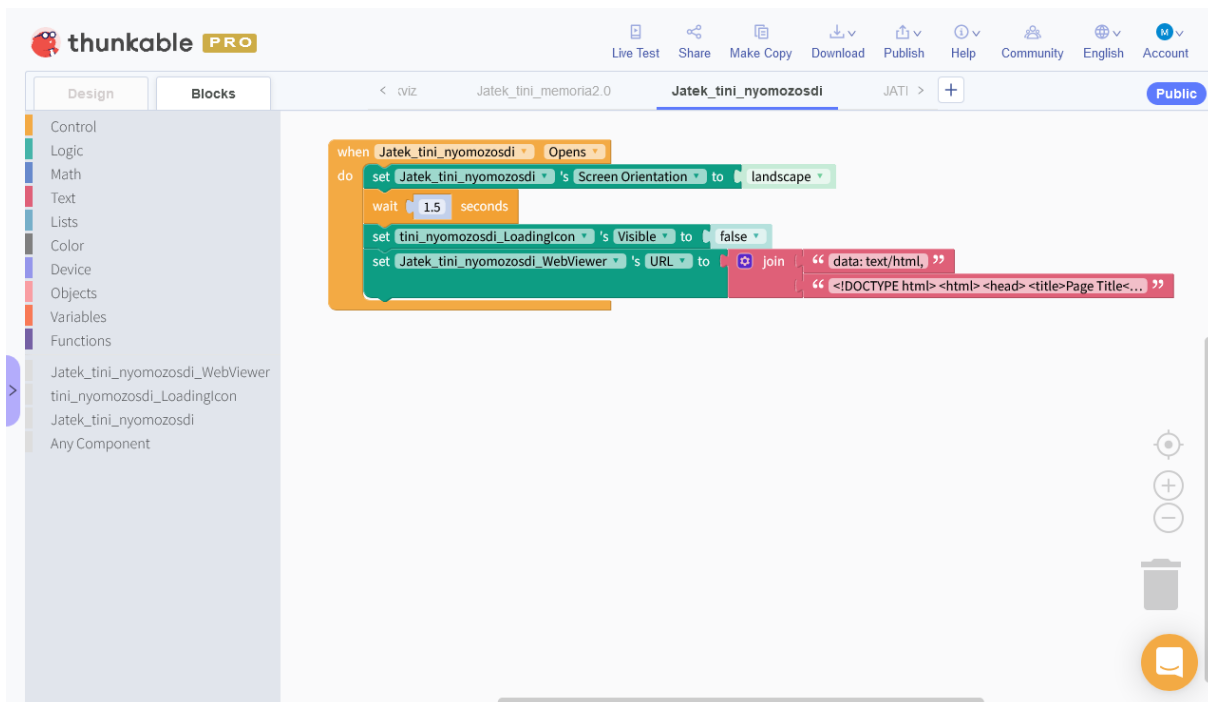 thunkable PRO
Live Test Share Make Copy Download Publish Help Community English Account
M
Design Blocks
Jatek_tini_memoria2.0 Jatek_tini_nyomozosdi
Public
Control
Logic
Math
Text
Lists
Color
Device
Objects
Variables
Functions
Jatek_tini_nyomozosdi_WebViewer
tini_nyomozosdi_LoadingIcon
Jatek_tini_nyomozosdi
Any Component
when Jatek_tini_nyomozosdi Opens
do set Jatek_tini_nyomozosdi 's Screen Orientation to landscape
wait 1.5 seconds
set tini_nyomozosdi_LoadingIcon 's Visible to false
set Jatek_tini_nyomozosdi_WebViewer 's URL to join “ data: text/html, ”
“ <!DOCTYPE html> <html> <head> <title>Page Title<... ”